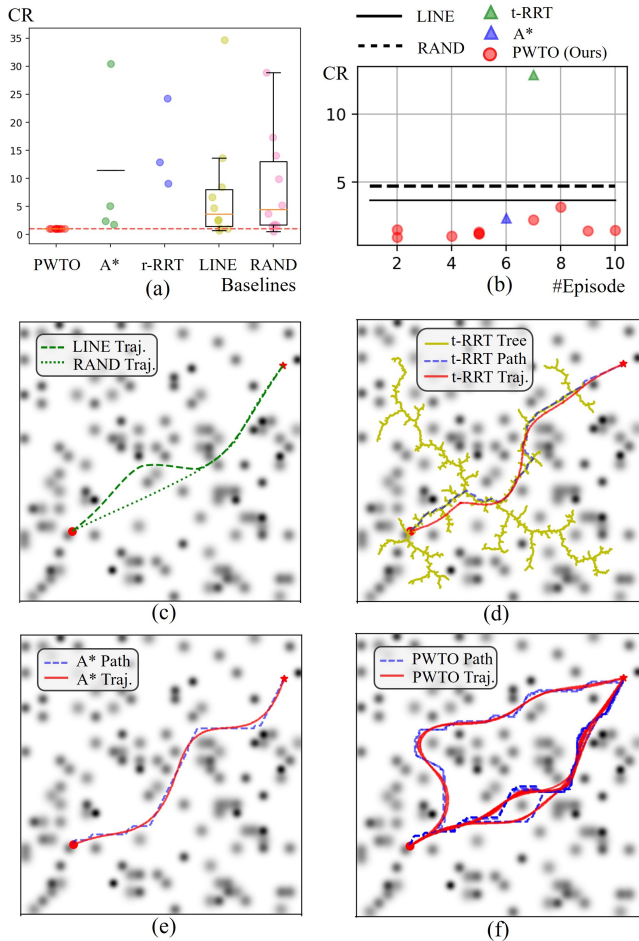 CR
35
30
25
20
15
10
5
0
PWTO
A*
r-RRT
LINE
RAND
(a)
Baselines
LINE
RAND
t-RRT
A*
PWTO (Ours)
CR
10
5
2
4
6
8
10
#Episode
(b)
LINE Traj.
RAND Traj.
(c)
t-RRT Tree
t-RRT Path
t-RRT Traj.
(d)
A* Path
A* Traj.
(e)
PWTO Path
PWTO Traj.
(f)